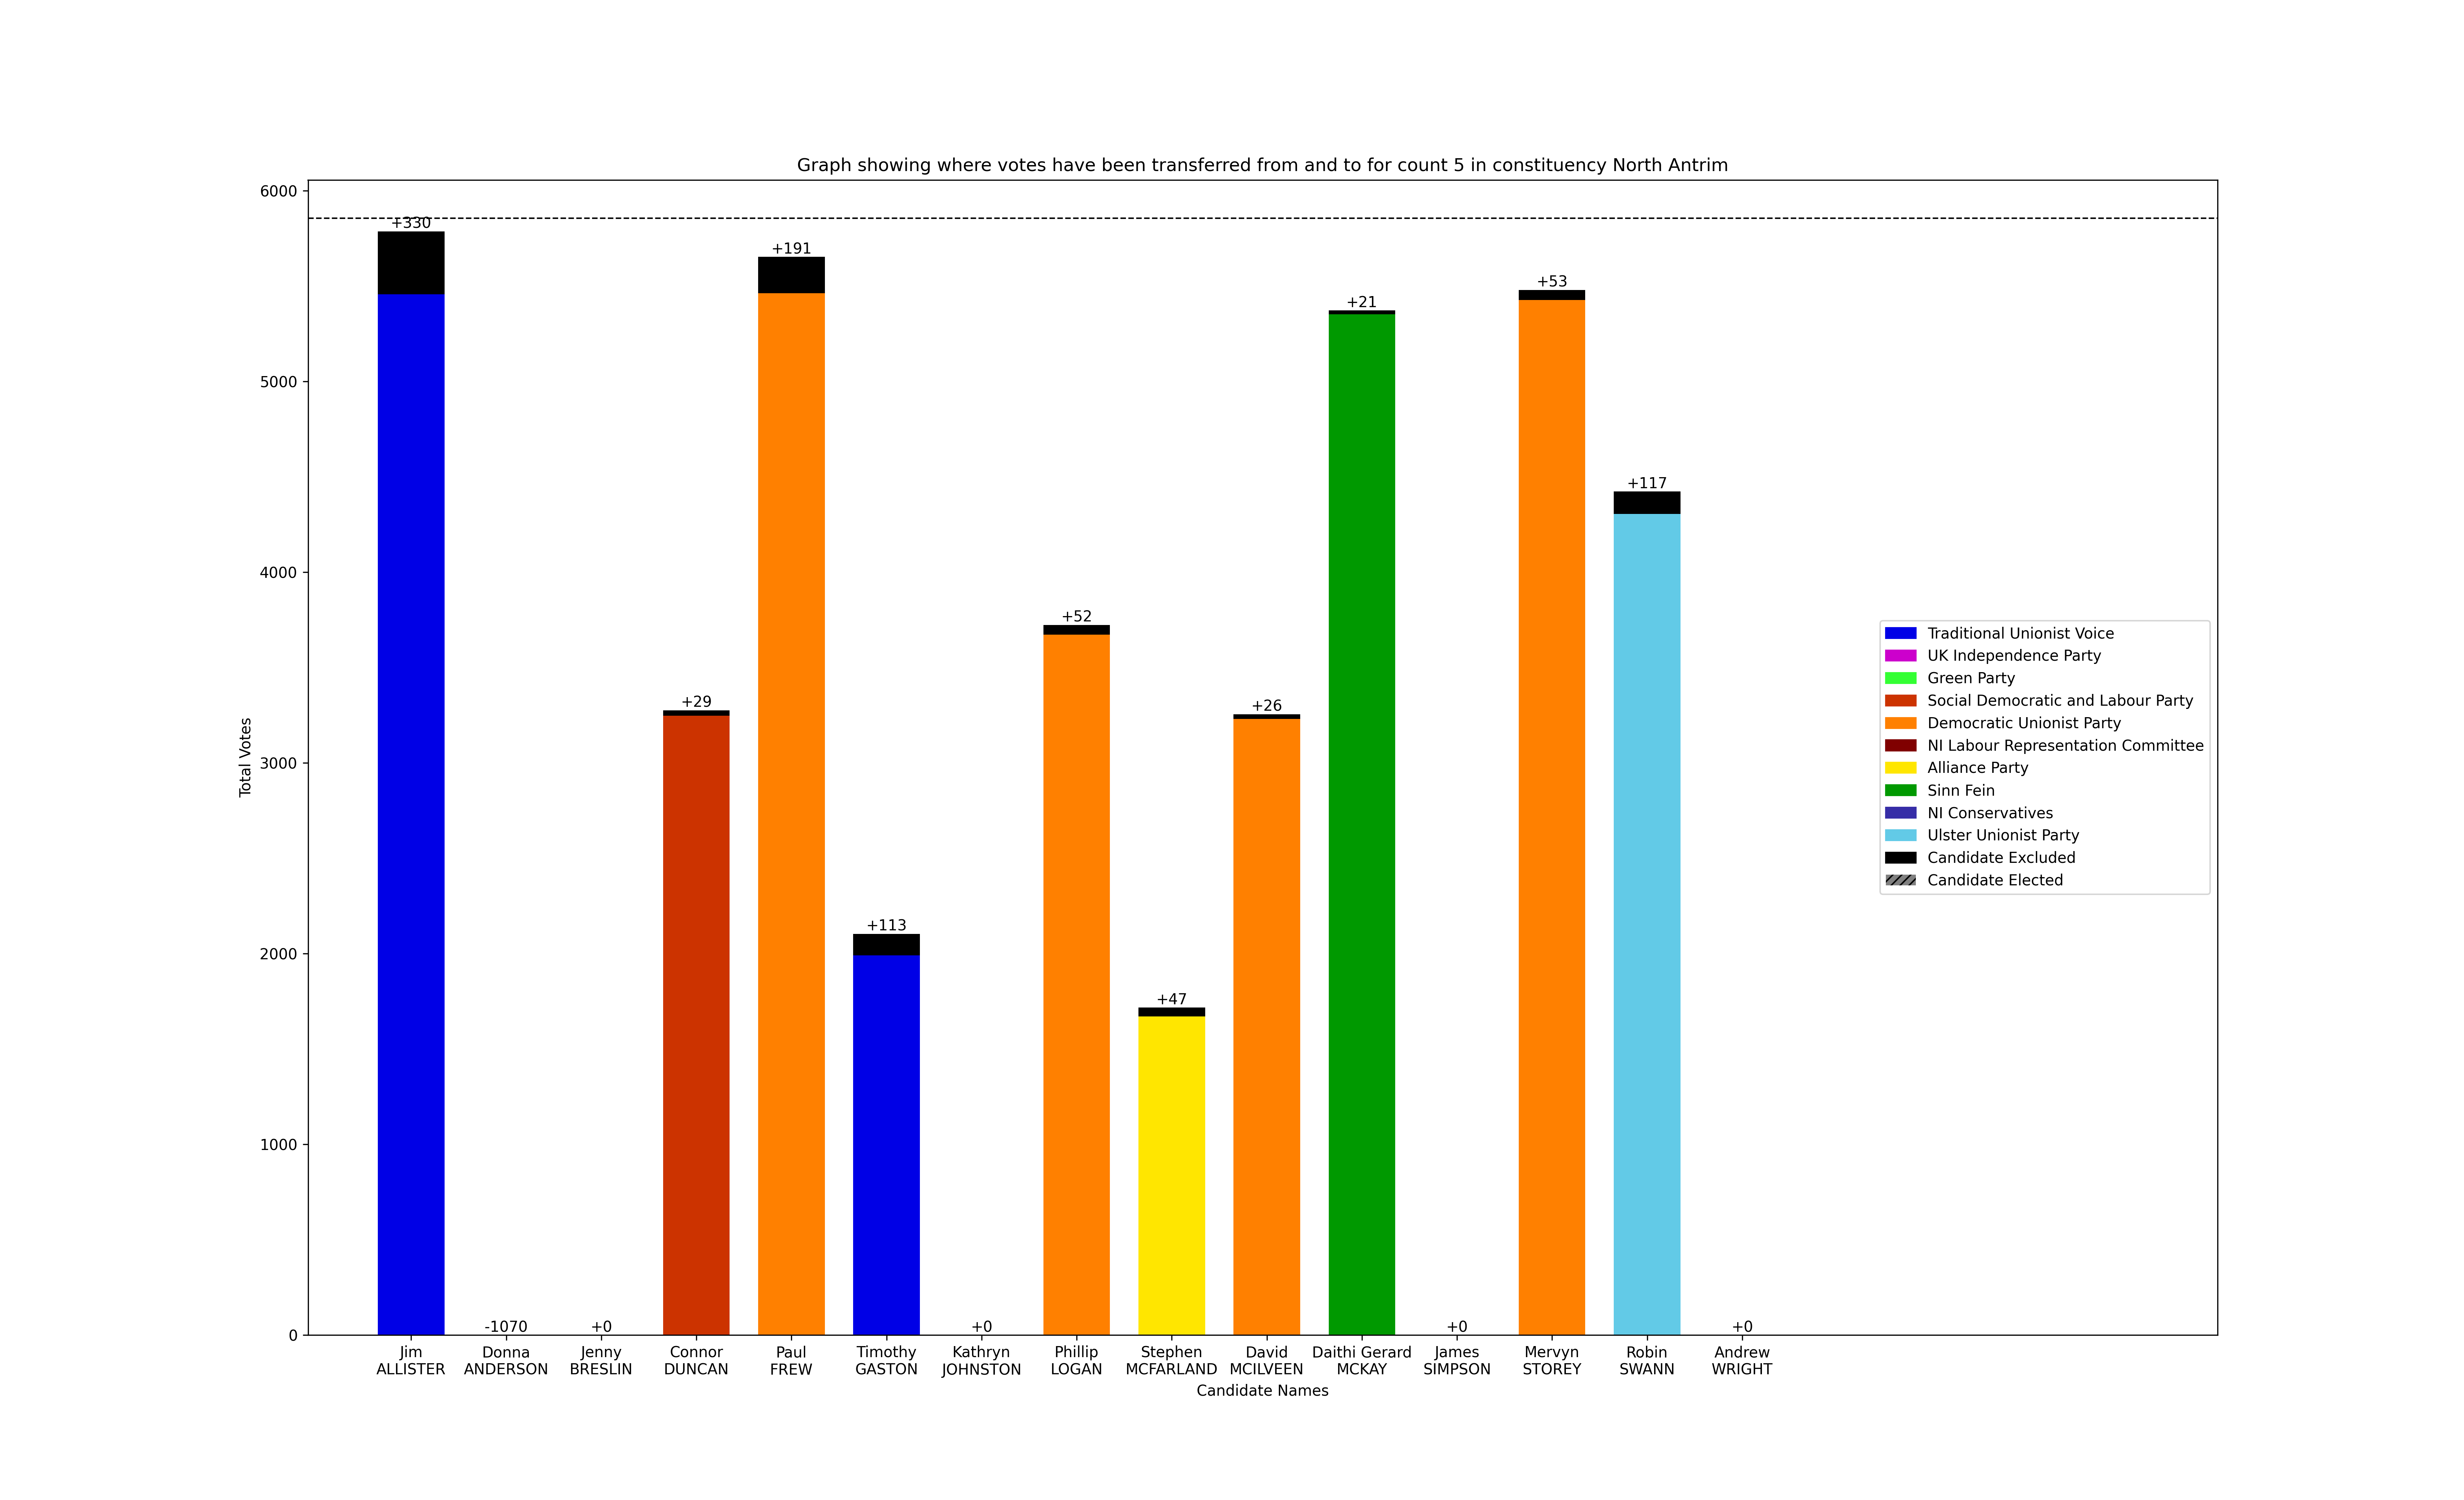 Graph showing where votes have been transferred from and to for count 5 in constituency North Antrim
6000
5000
4000
3000
2000
1000
0
Total Votes
+330
-1070
+0
+29
+191
+113
+0
+52
+47
+26
+21
+0
+53
+117
+0
Traditional Unionist Voice
UK Independence Party
Green Party
Social Democratic and Labour Party
Democratic Unionist Party
NI Labour Representation Committee
Alliance Party
Sinn Fein
NI Conservatives
Ulster Unionist Party
Candidate Excluded
Candidate Elected
Jim
ALLISTER
Donna
ANDERSON
Jenny
BRESLIN
Connor
DUNCAN
Paul
FREW
Timothy
GASTON
Kathryn
JOHNSTON
Phillip
LOGAN
Stephen
MCFARLAND
David
MCILVEEN
Daithi Gerard
MCKAY
James
SIMPSON
Mervyn
STOREY
Robin
SWANN
Andrew
WRIGHT
Candidate Names